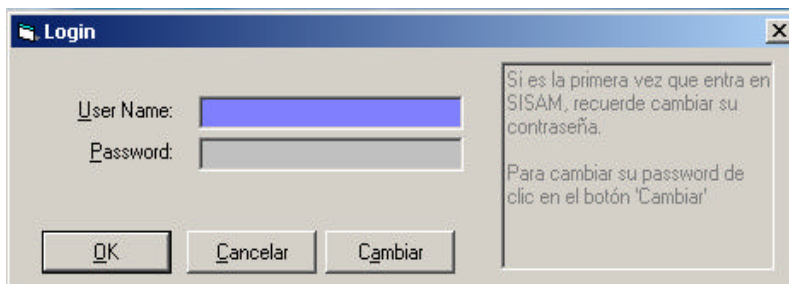 Login
User Name:
Password:
OK
Cancelar
Cambiar
Si es la primera vez que entra en
SISAM, recuerde cambiar su
contraseña.
Para cambiar su password de
clic en el botón 'Cambiar'